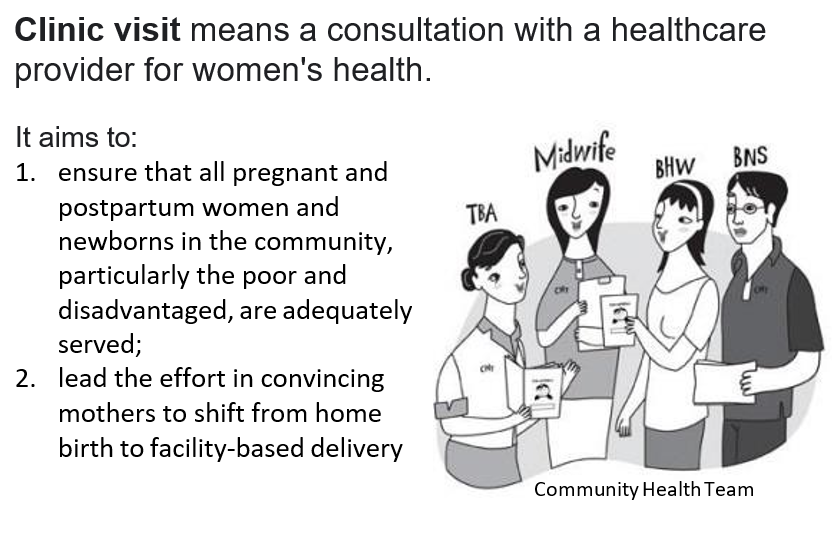 Clinic visit means a consultation with a healthcare
provider for women's health.
It aims to:
1. ensure that all pregnant and
postpartum women and
newborns in the community,
particularly the poor and
disadvantaged, are adequately
served;
2. lead the effort in convincing
mothers to shift from home
birth to facility-based delivery
TBA
Midwife
BHW
BNS
CHT
CHT
CHT
Community Health Team